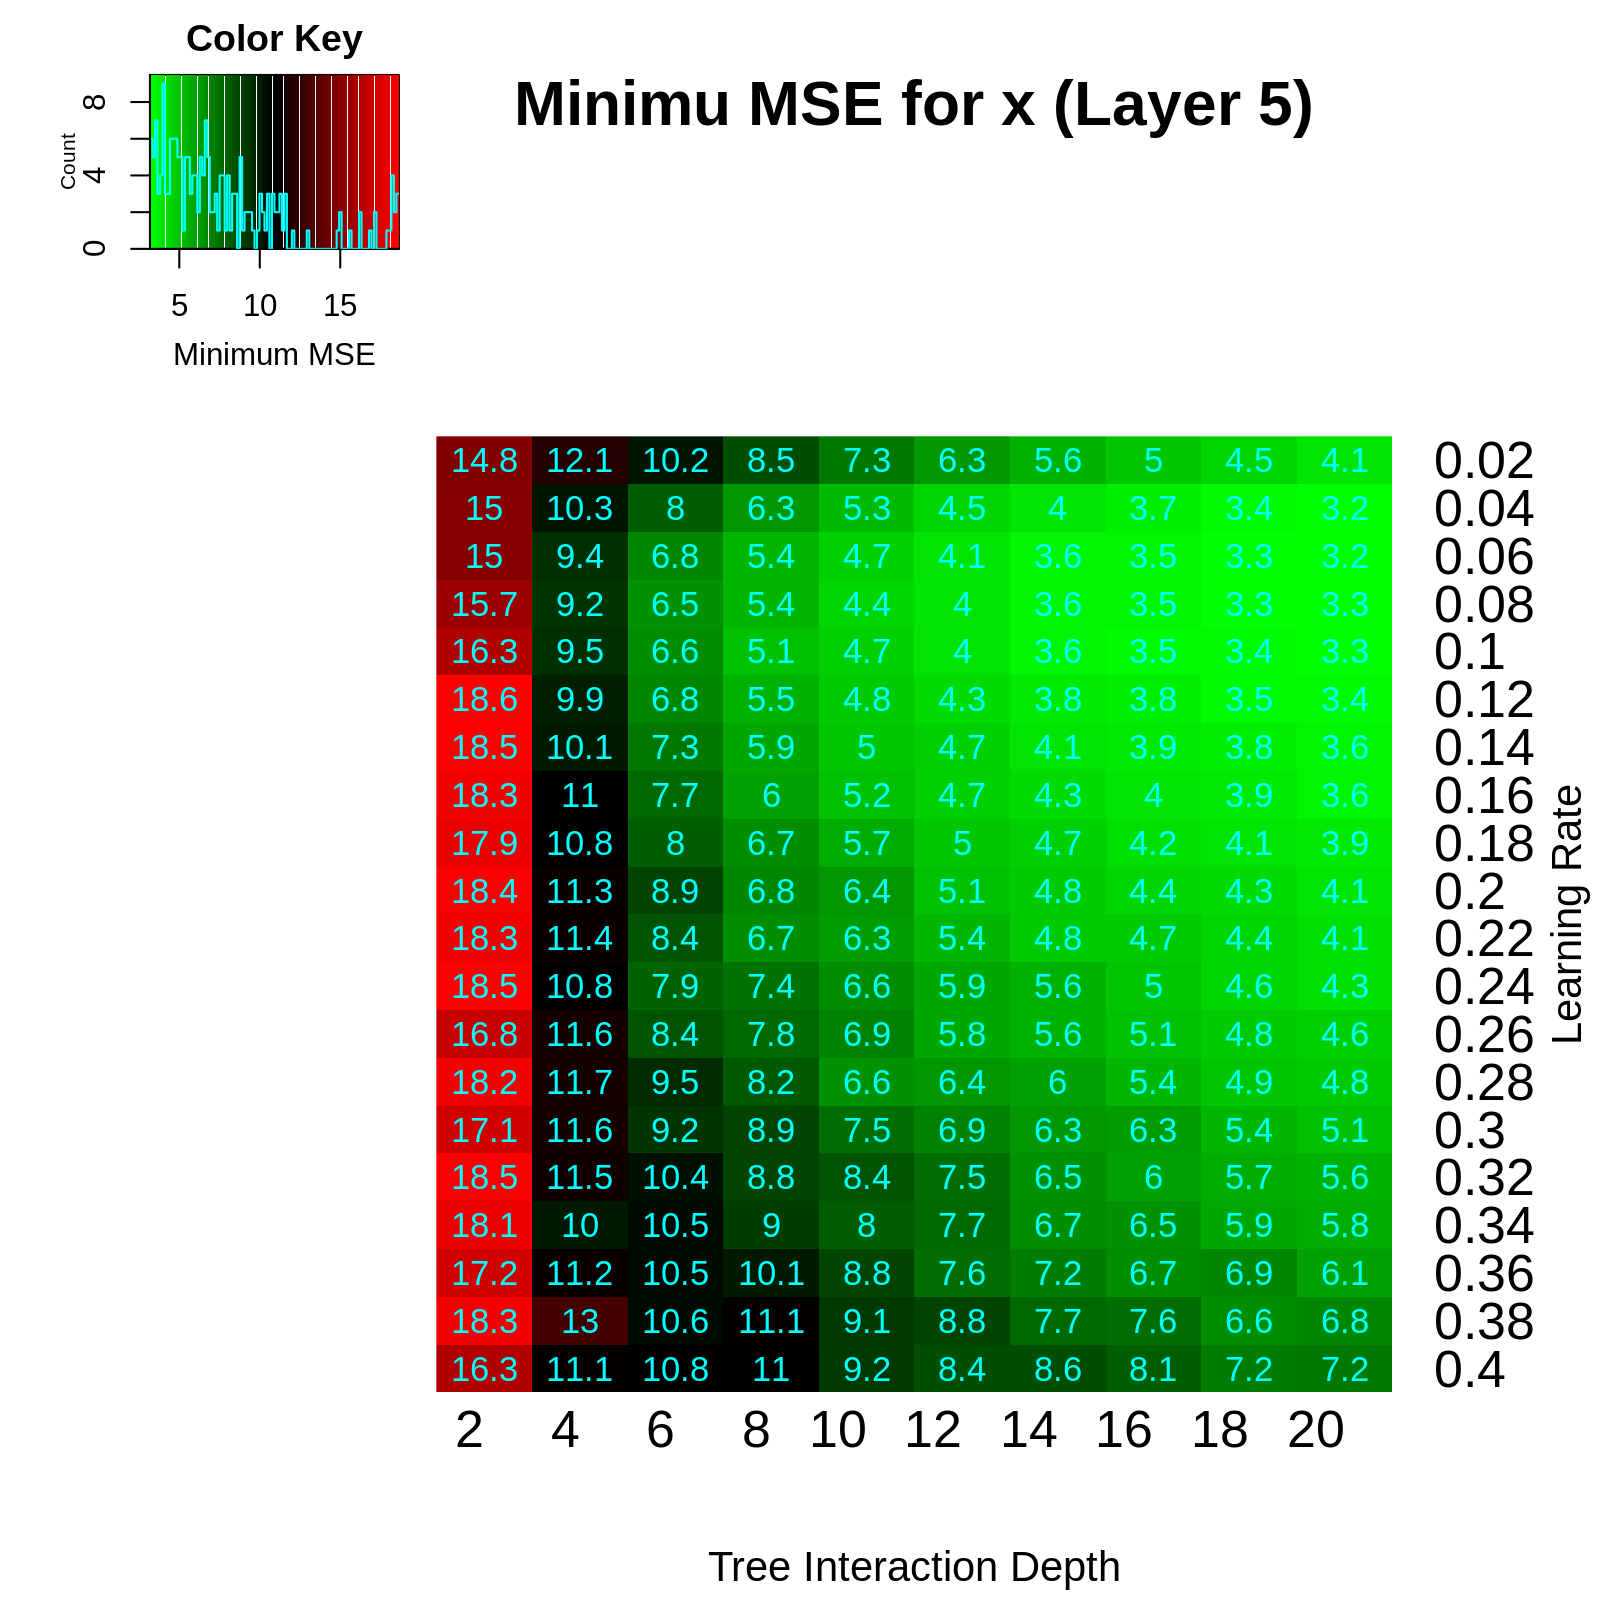 Color Key
Minimu MSE for x (Layer 5)
Count
8
4
0
5 10 15
Minimum MSE
14.8 12.1 10.2 8.5 7.3 6.3 5.6 5 4.5 4.1 0.02
15 10.3 8 6.3 5.3 4.5 4 3.7 3.4 3.2 0.04
15 9.4 6.8 5.4 4.7 4.1 3.6 3.5 3.3 3.2 0.06
15.7 9.2 6.5 5.4 4.4 4 3.6 3.5 3.3 3.3 0.08
16.3 9.5 6.6 5.1 4.7 4 3.6 3.5 3.4 3.3 0.1
18.6 9.9 6.8 5.5 4.8 4.3 3.8 3.8 3.5 3.4 0.12
18.5 10.1 7.3 5.9 5 4.7 4.1 3.9 3.8 3.6 0.14
18.3 11 7.7 6 5.2 4.7 4.3 4 3.9 3.6 0.16
17.9 10.8 8 6.7 5.7 5 4.7 4.2 4.1 3.9 0.18
18.4 11.3 8.9 6.8 6.4 5.1 4.8 4.4 4.3 4.1 0.2
18.3 11.4 8.4 6.7 6.3 5.4 4.8 4.7 4.4 4.1 0.22
18.5 10.8 7.9 7.4 6.6 5.9 5.6 5 4.6 4.3 0.24
16.8 11.6 8.4 7.8 6.9 5.8 5.6 5.1 4.8 4.6 0.26
18.2 11.7 9.5 8.2 6.6 6.4 6 5.4 4.9 4.8 0.28
17.1 11.6 9.2 8.9 7.5 6.9 6.3 6.3 5.4 5.1 0.3
18.5 11.5 10.4 8.8 8.4 7.5 6.5 6 5.7 5.6 0.32
18.1 10 10.5 9 8 7.7 6.7 6.5 5.9 5.8 0.34
17.2 11.2 10.5 10.1 8.8 7.6 7.2 6.7 6.9 6.1 0.36
18.3 13 10.6 11.1 9.1 8.8 7.7 7.6 6.6 6.8 0.38
16.3 11.1 10.8 11 9.2 8.4 8.6 8.1 7.2 7.2 0.4
Learning Rate
2 4 6 8 10 12 14 16 18 20
Tree Interaction Depth